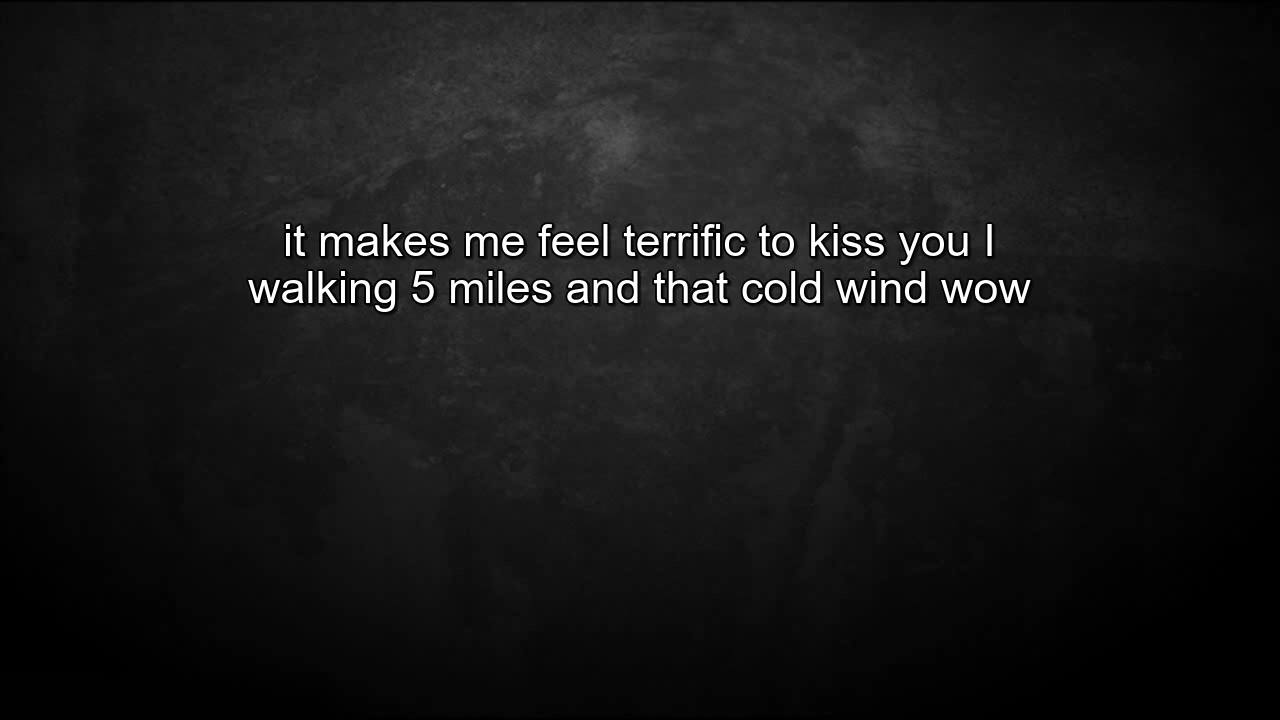 it makes me feel terrific to kiss you I
walking 5 miles and that cold wind wow